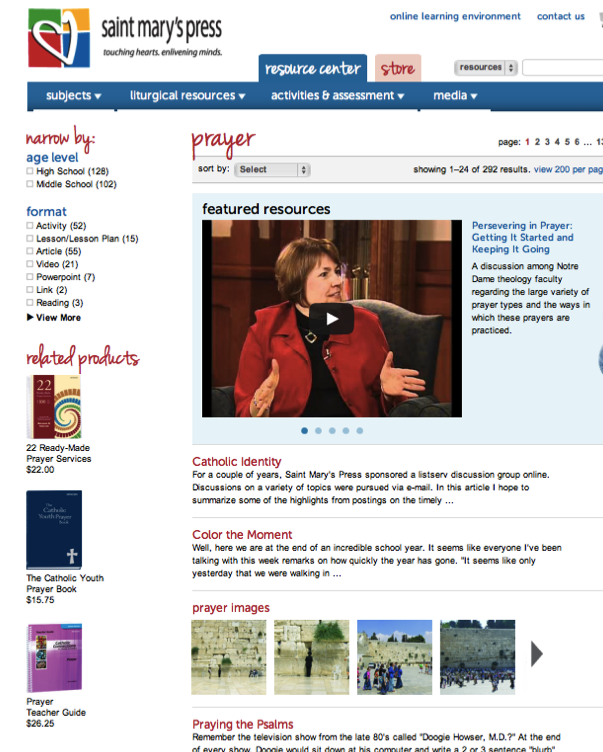 saint mary's press
touching hearts. enlivening minds.
online learning environment
contact us
resource center
store
resources
subjects
liturgical resources
activities & assessment
media
narrow by:
age level
High School (128)
Middle School (102)
format
Activity (52)
Lesson/Lesson Plan (15)
Article (55)
Video (21)
Powerpoint (7)
Link (2)
Reading (3)
View More
related products
22
22 Ready-Made
Prayer Services
$22.00
The
Catholic
Youth Prayer
Book
The Catholic Youth
Prayer Book
$15.75
Prayer
Teacher Guide
$26.25
prayer
page: 1 2 3 4 5 6 ... 13
sort by: Select
showing 1–24 of 292 results. view 200 per pag
featured resources
Persevering in Prayer:
Getting It Started and
Keeping It Going
A discussion among Notre
Dame theology faculty
regarding the large variety of
prayer types and the ways in
which these prayers are
practiced.
Catholic Identity
For a couple of years, Saint Mary's Press sponsored a listserv discussion group online.
Discussions on a variety of topics were pursued via e-mail. In this article I hope to
summarize some of the highlights from postings on the timely ...
Color the Moment
Well, here we are at the end of an incredible school year. It seems like everyone I've been
talking with this week remarks on how quickly the year has gone. "It seems like only
yesterday that we were walking in ...
prayer images
Praying the Psalms
Remember the television show from the late 80's called "Doogie Howser, M.D.?" At the end
of every show, Doogie would sit down at his computer and write a 2 or 3 sentence "blurb"